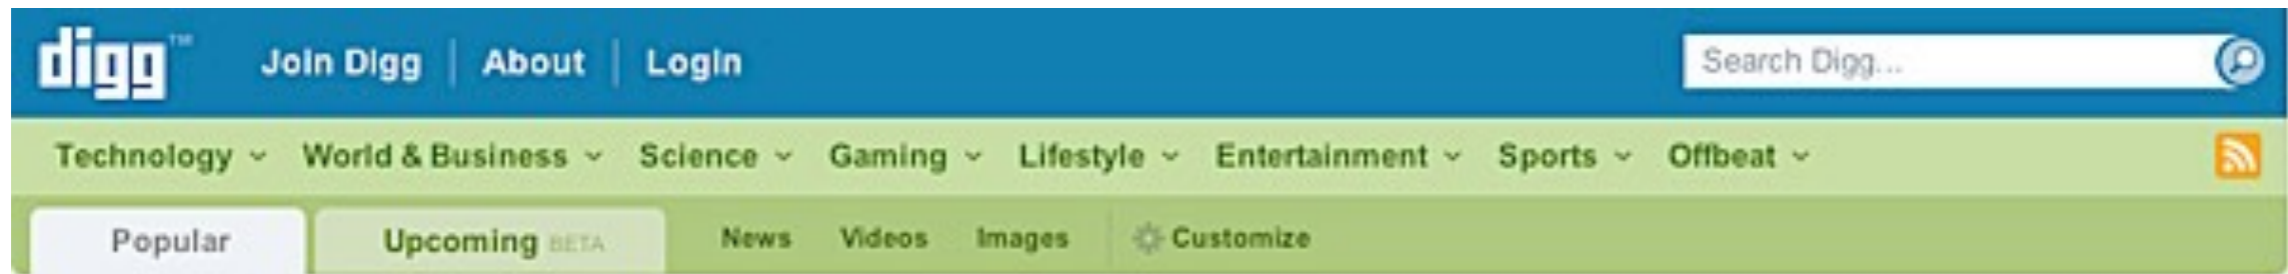 digg™ Join Digg About Login Search Digg...
Technology World & Business Science Gaming Lifestyle Entertainment Sports Offbeat
Popular Upcoming BETA News Videos Images Customize